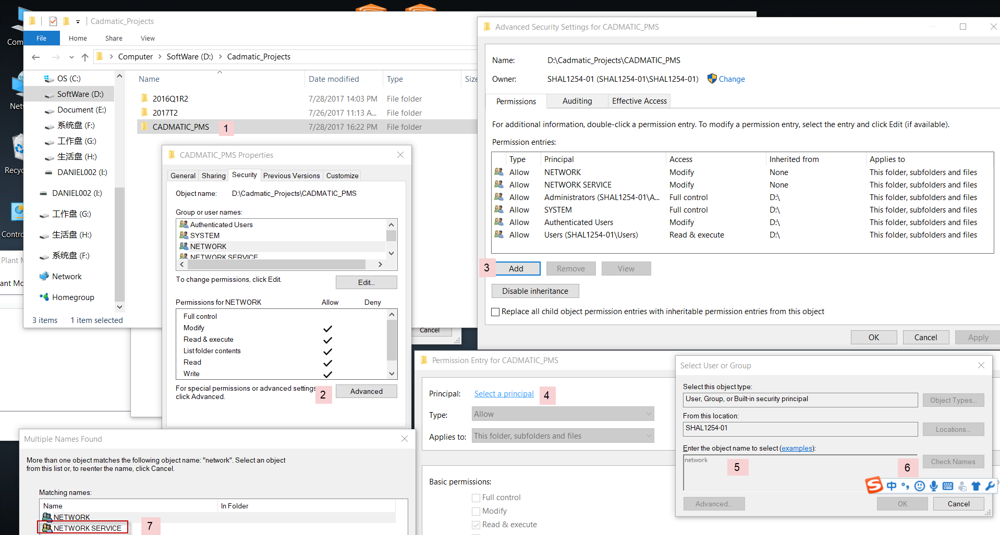 Cadmatic_Projects
File Home Share View
Computer > SoftWare (D:) > Cadmatic_Projects
Name Date modified Type Size
OS (C:)
SoftWare (D:)
Document (E:)
系统盘 (F:)
工作盘 (G:)
生活盘 (H:)
DANIEL002 (I:)
DANIEL002 (I:)
工作盘 (G:)
生活盘 (H:)
系统盘 (F:)
Network
Homegroup
2016Q1R2 7/28/2017 14:03 PM File folder
2017T2 7/26/2017 11:13 A... File folder
CADMATIC_PMS 1 7/28/2017 16:22 PM File folder
3 items 1 item selected
Com
Net
Recyc
Contro
Plant M
ant Mo
CADMATIC_PMS Properties
General Sharing Security Previous Versions Customize
Object name: D:\Cadmatic_Projects\CADMATIC_PMS
Group or user names:
Authenticated Users
SYSTEM
NETWORK
NETWORK SERVICE
To change permissions, click Edit.
Edit...
Permissions for NETWORK Allow Deny
Full control
Modify
Read & execute
List folder contents
Read
Write
For special permissions or advanced settings,
click Advanced.
2 Advanced
Cancel
Advanced Security Settings for CADMATIC_PMS
Name: D:\Cadmatic_Projects\CADMATIC_PMS
Owner: SHAL1254-01 (SHAL1254-01\SHAL1254-01) Change
Permissions Auditing Effective Access
For additional information, double-click a permission entry. To modify a permission entry, select the entry and click Edit (if available).
Permission entries:
Type Principal Access Inherited from Applies to
Allow NETWORK Modify None This folder, subfolders and files
Allow NETWORK SERVICE Modify None This folder, subfolders and files
Allow Administrators (SHAL1254-01\A... Full control D:\ This folder, subfolders and files
Allow SYSTEM Full control D:\ This folder, subfolders and files
Allow Authenticated Users Modify D:\ This folder, subfolders and files
Allow Users (SHAL1254-01\Users) Read & execute D:\ This folder, subfolders and files
3 Add Remove View
Disable inheritance
Replace all child object permission entries with inheritable permission entries from this object
OK Cancel Apply
Permission Entry for CADMATIC_PMS
Principal: Select a principal 4
Type: Allow
Applies to: This folder, subfolders and files
Basic permissions:
Full control
Modify
Read & execute
Select User or Group
Select this object type:
User, Group, or Built-in security principal Object Types...
From this location:
SHAL1254-01 Locations...
Enter the object name to select (examples):
network 5 6 Check Names
S 中
Advanced... OK Cancel
Multiple Names Found
More than one object matches the following object name: "network". Select an object
from this list or, to reenter the name, click Cancel.
Matching names:
Name In Folder
NETWORK
NETWORK SERVICE 7